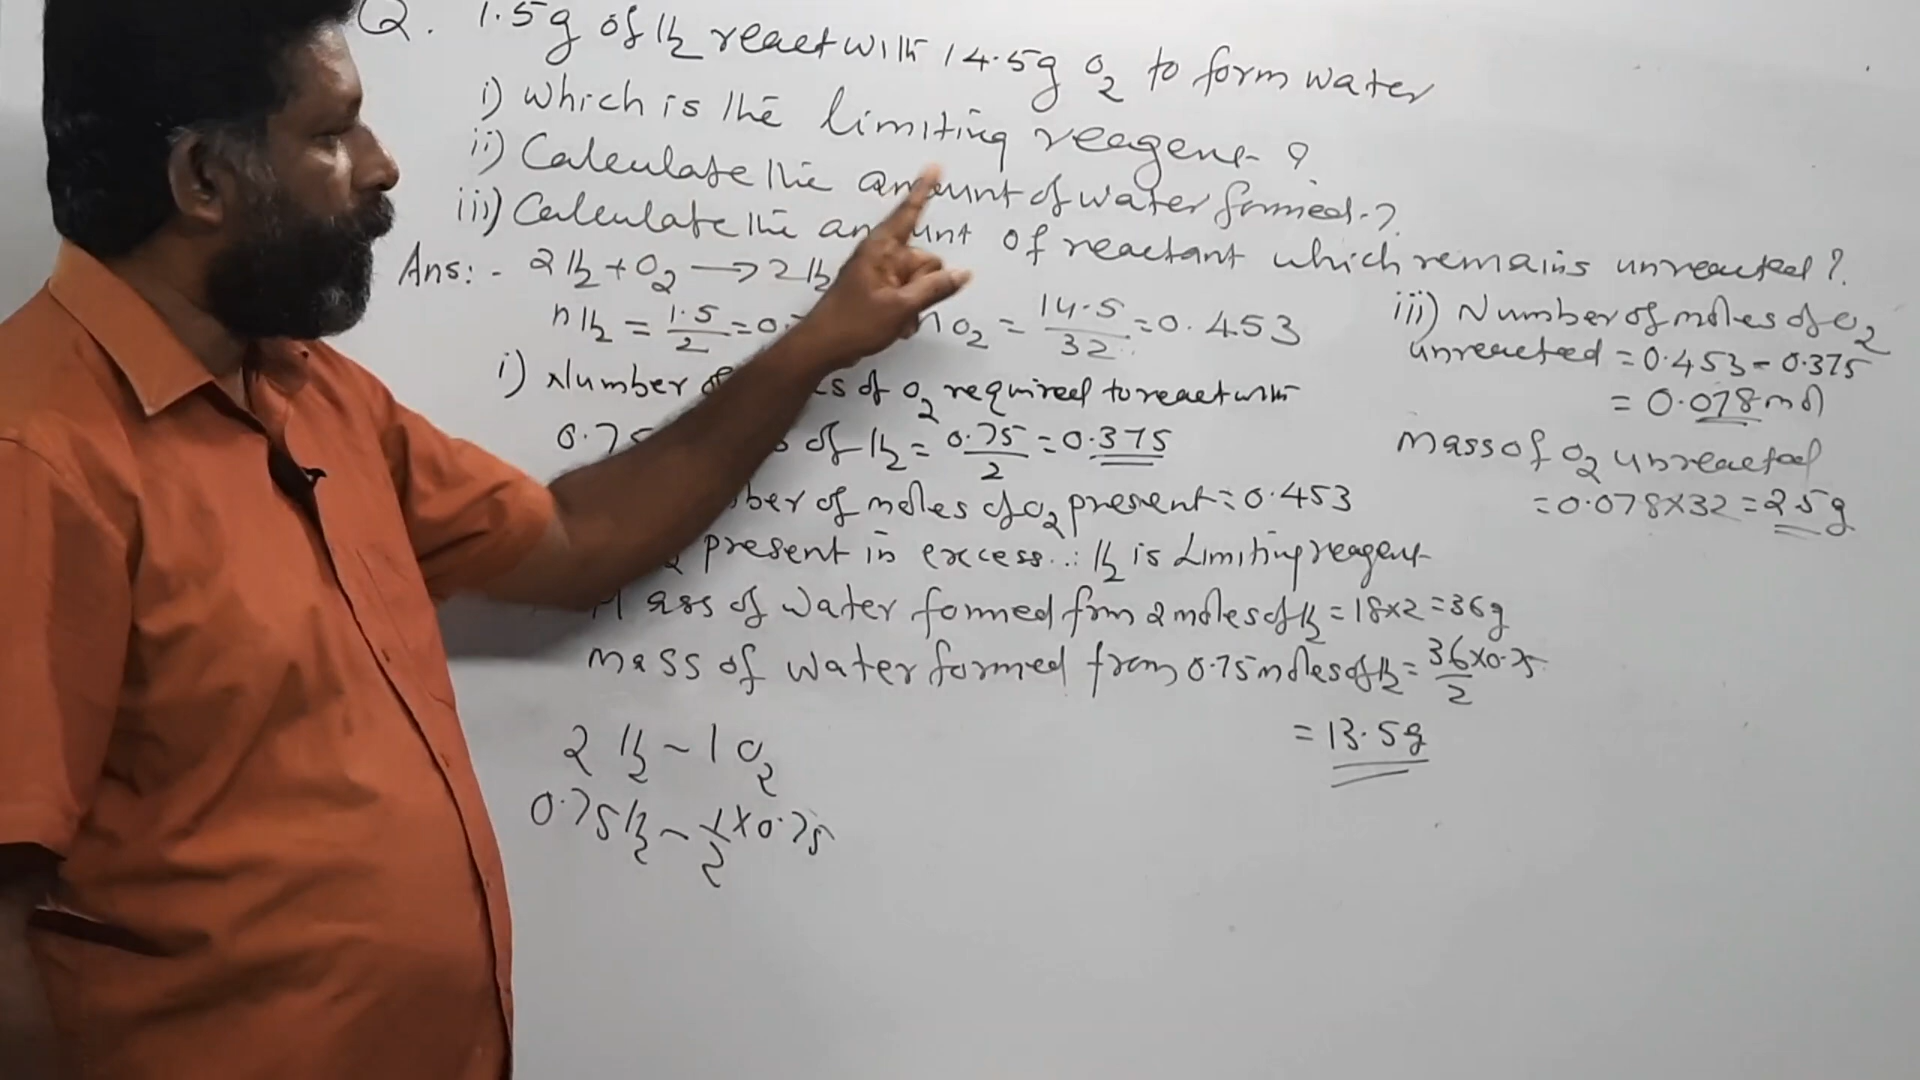 Q. 1.5g of H2 react with 14.5g O2 to form water
i) Which is the limiting reagent ?
ii) Calculate the amount of water formed ?
iii) Calculate the amount of reactant which remains unreacted ?
Ans:- 2H2 + O2 → 2H2
nH2 = 1.5/2 = 0. nO2 = 14.5/32 = 0.453
i) Number of O2 required to react with
0.75 of H2 = 0.75/2 = 0.375
of moles of O2 present = 0.453
present in excess ∴ H2 is Limiting reagent
Mass of water formed from 2 moles of H2 = 18×2 = 36g
Mass of water formed from 0.75 moles of H2 = 36×0.75/2
= 13.5g
2 H2 ~ 1 O2
0.75 H2 ~ 1/2 × 0.75
iii) Number of moles of O2
unreacted = 0.453 - 0.375
= 0.078 mol
Mass of O2 unreacted
= 0.078×32 = 2.5g